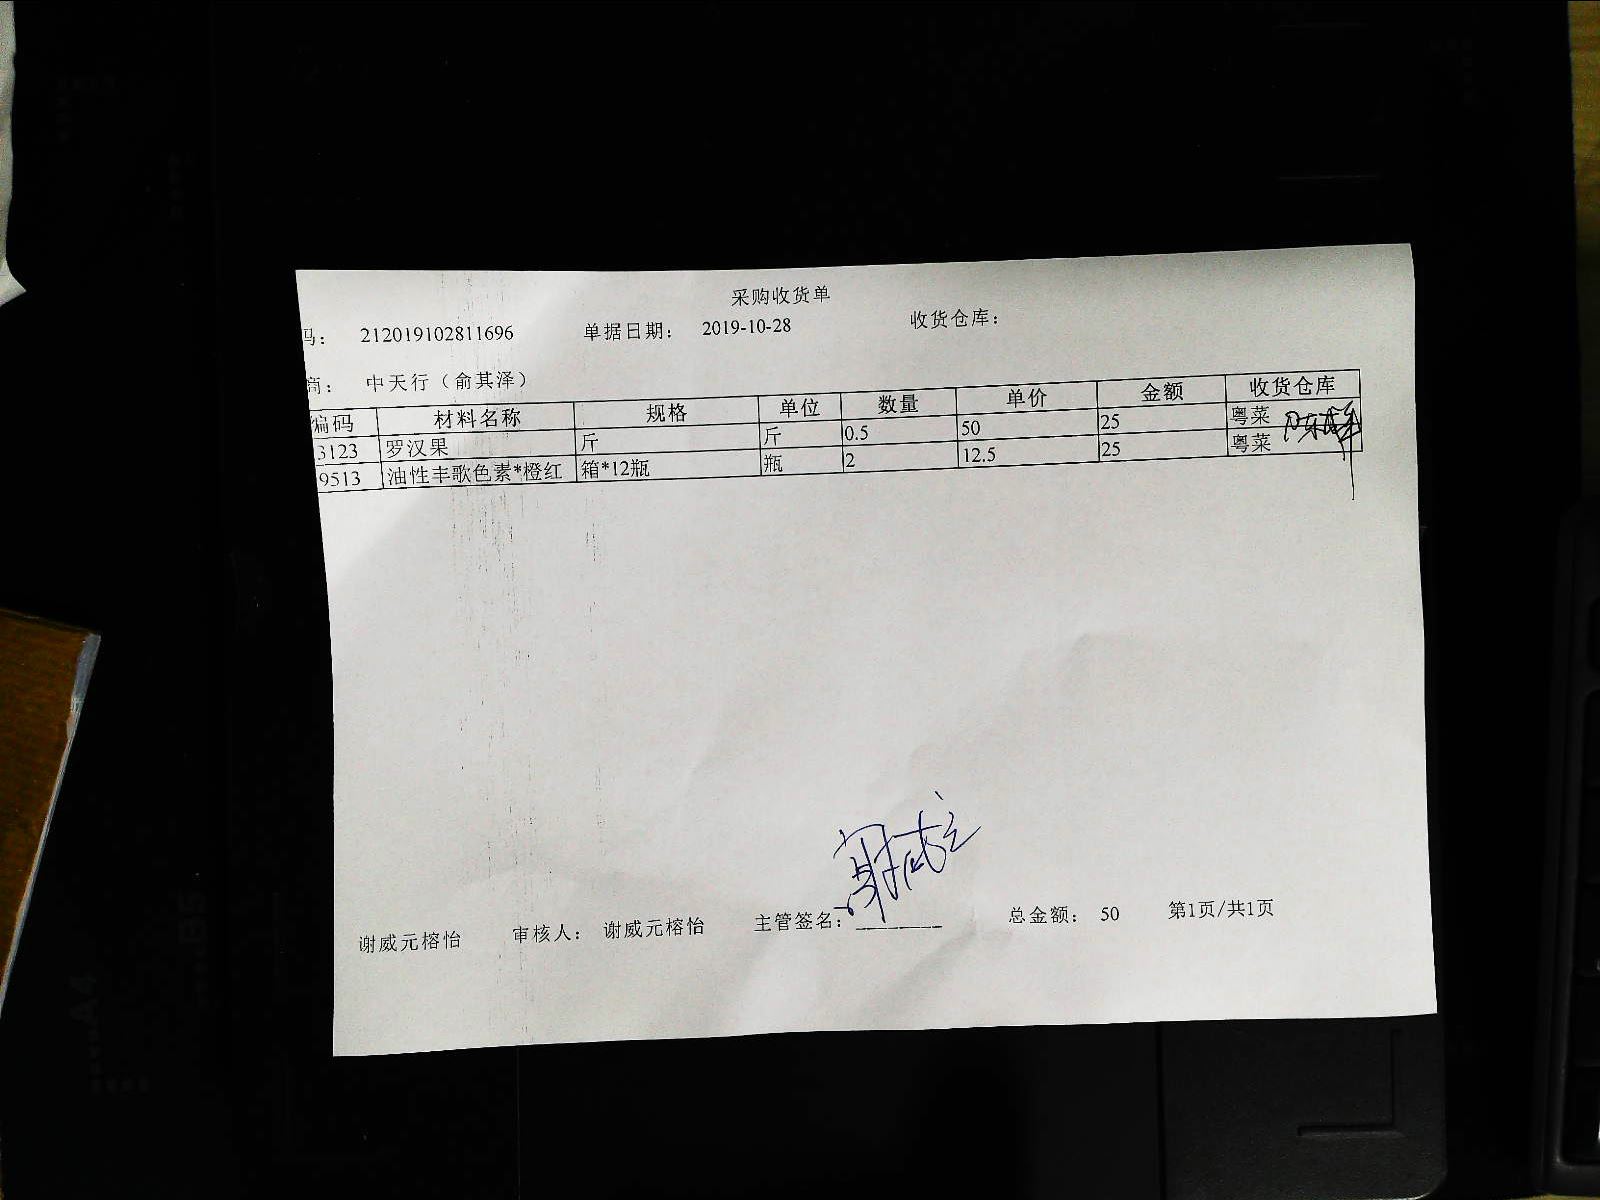 采购收货单
码： 212019102811696 单据日期： 2019-10-28 收货仓库：
商： 中天行（俞其泽）
编码 材料名称 规格 单位 数量 单价 金额 收货仓库
3123 罗汉果 斤 斤 0.5 50 25 粤菜
9513 油性丰歌色素*橙红 箱*12瓶 瓶 2 12.5 25 粤菜
谢威元榕怡 审核人： 谢威元榕怡 主管签名： 总金额： 50 第1页/共1页